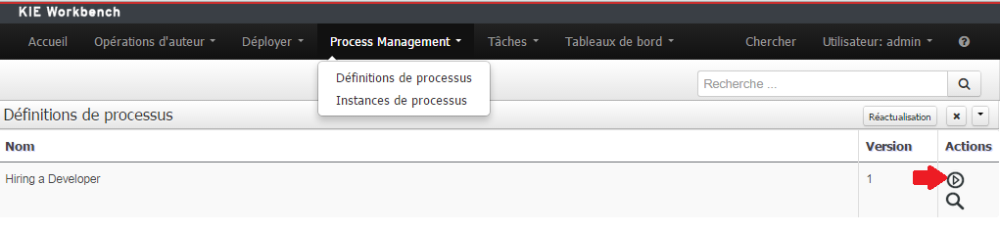 KIE Workbench
Accueil Opérations d'auteur Déployer Process Management Tâches Tableaux de bord Chercher Utilisateur: admin ?
Définitions de processus
Instances de processus
Recherche ...
Définitions de processus Réactualisation
Nom Version Actions
Hiring a Developer 1